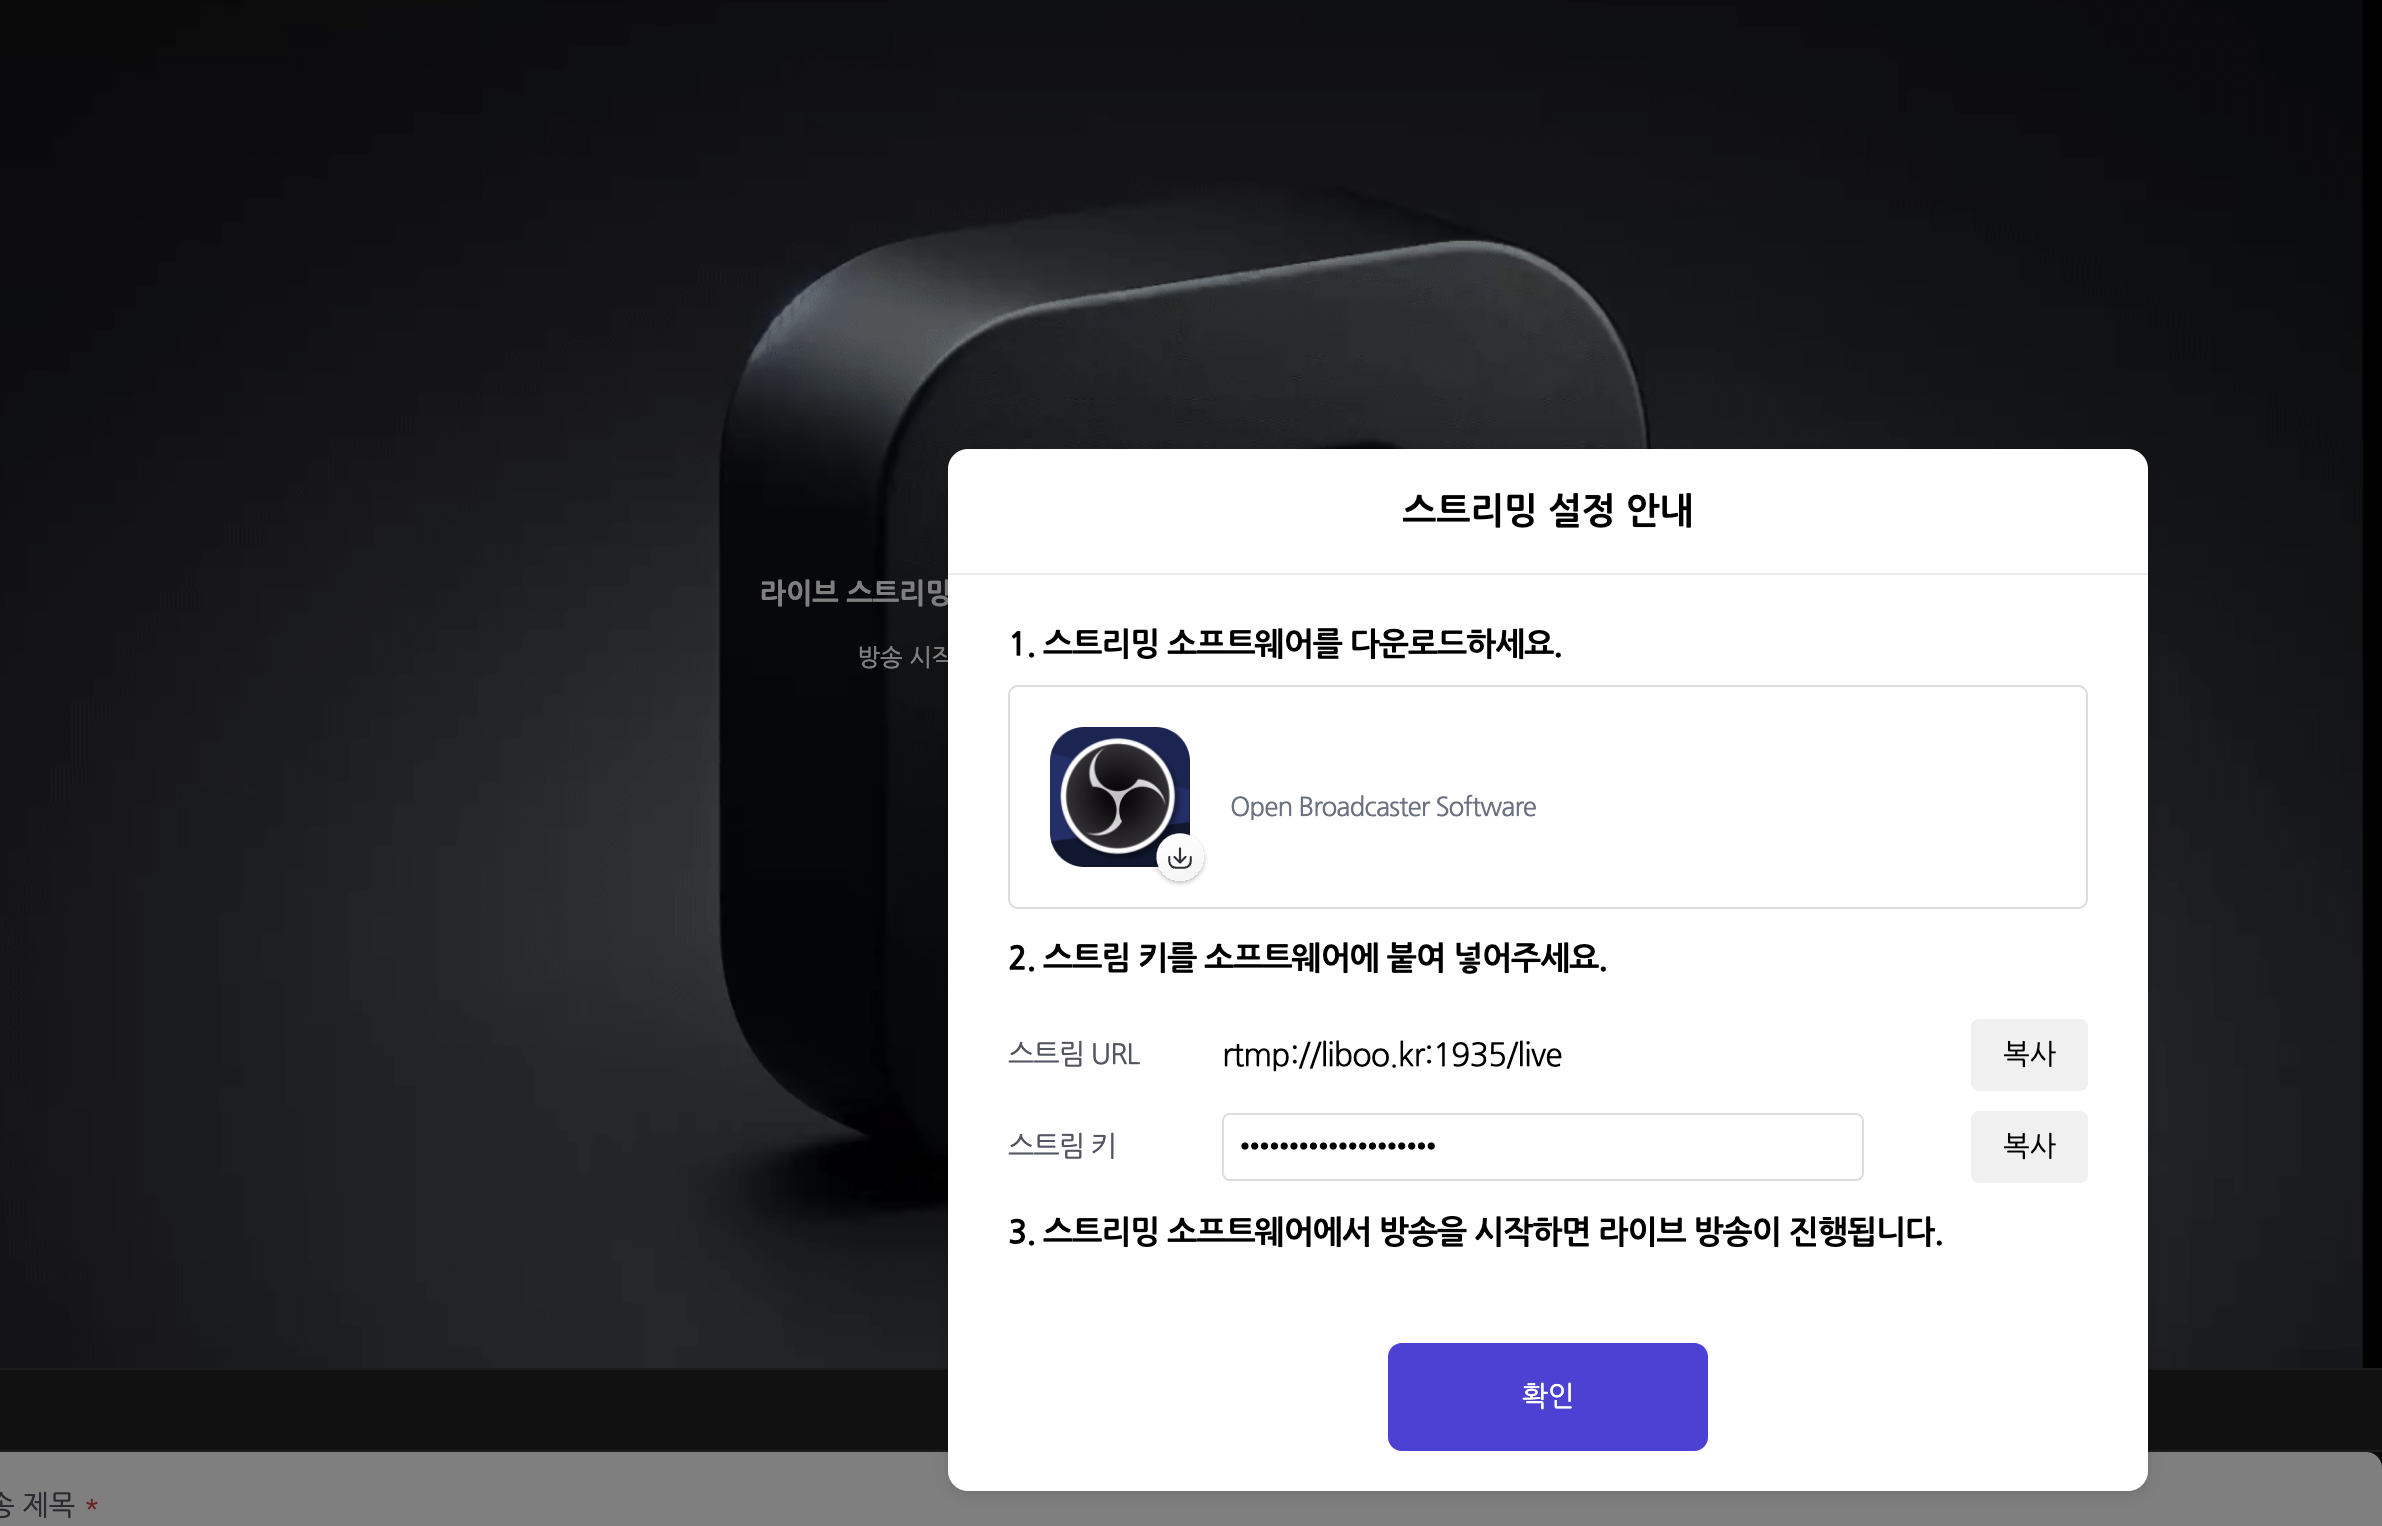 스트리밍 설정 안내
라이브 스트리밍
방송 시작
1. 스트리밍 소프트웨어를 다운로드하세요.
Open Broadcaster Software
2. 스트림 키를 소프트웨어에 붙여 넣어주세요.
스트림 URL rtmp://liboo.kr:1935/live 복사
스트림 키 •••••••••••••••••••• 복사
3. 스트리밍 소프트웨어에서 방송을 시작하면 라이브 방송이 진행됩니다.
확인
송 제목 *